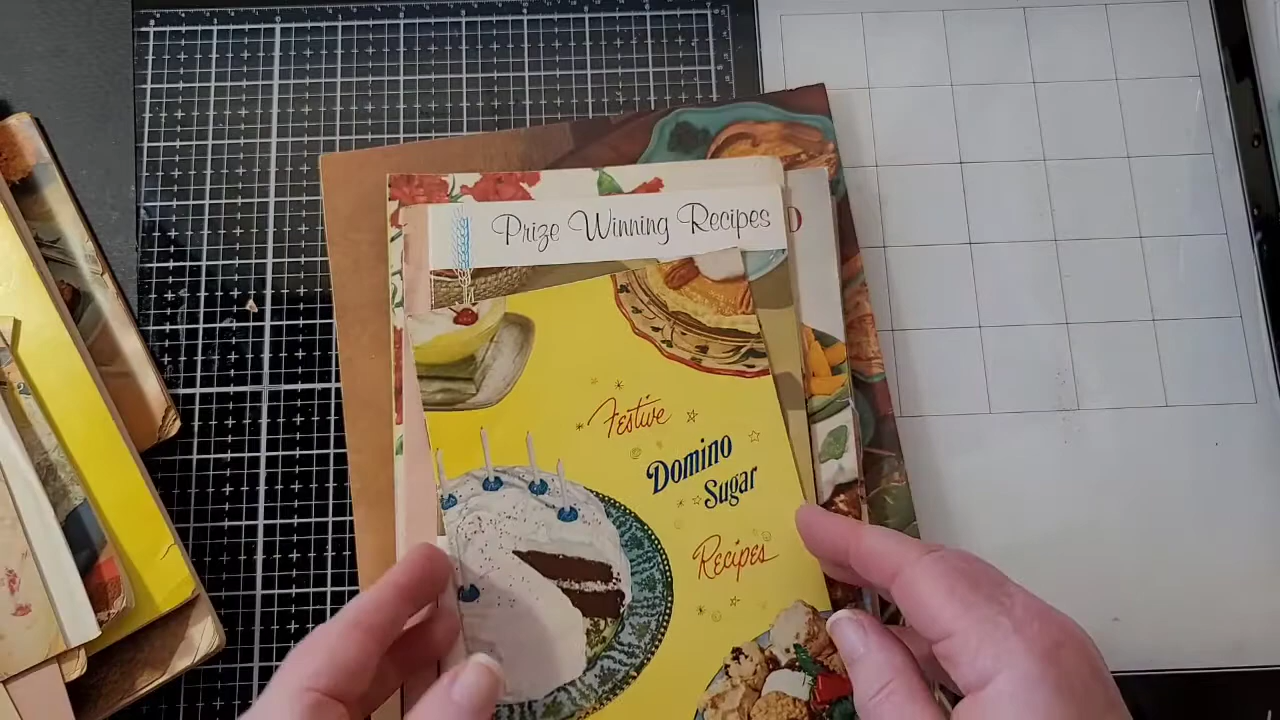 Prize Winning Recipes
Festive
Domino
Sugar
Recipes